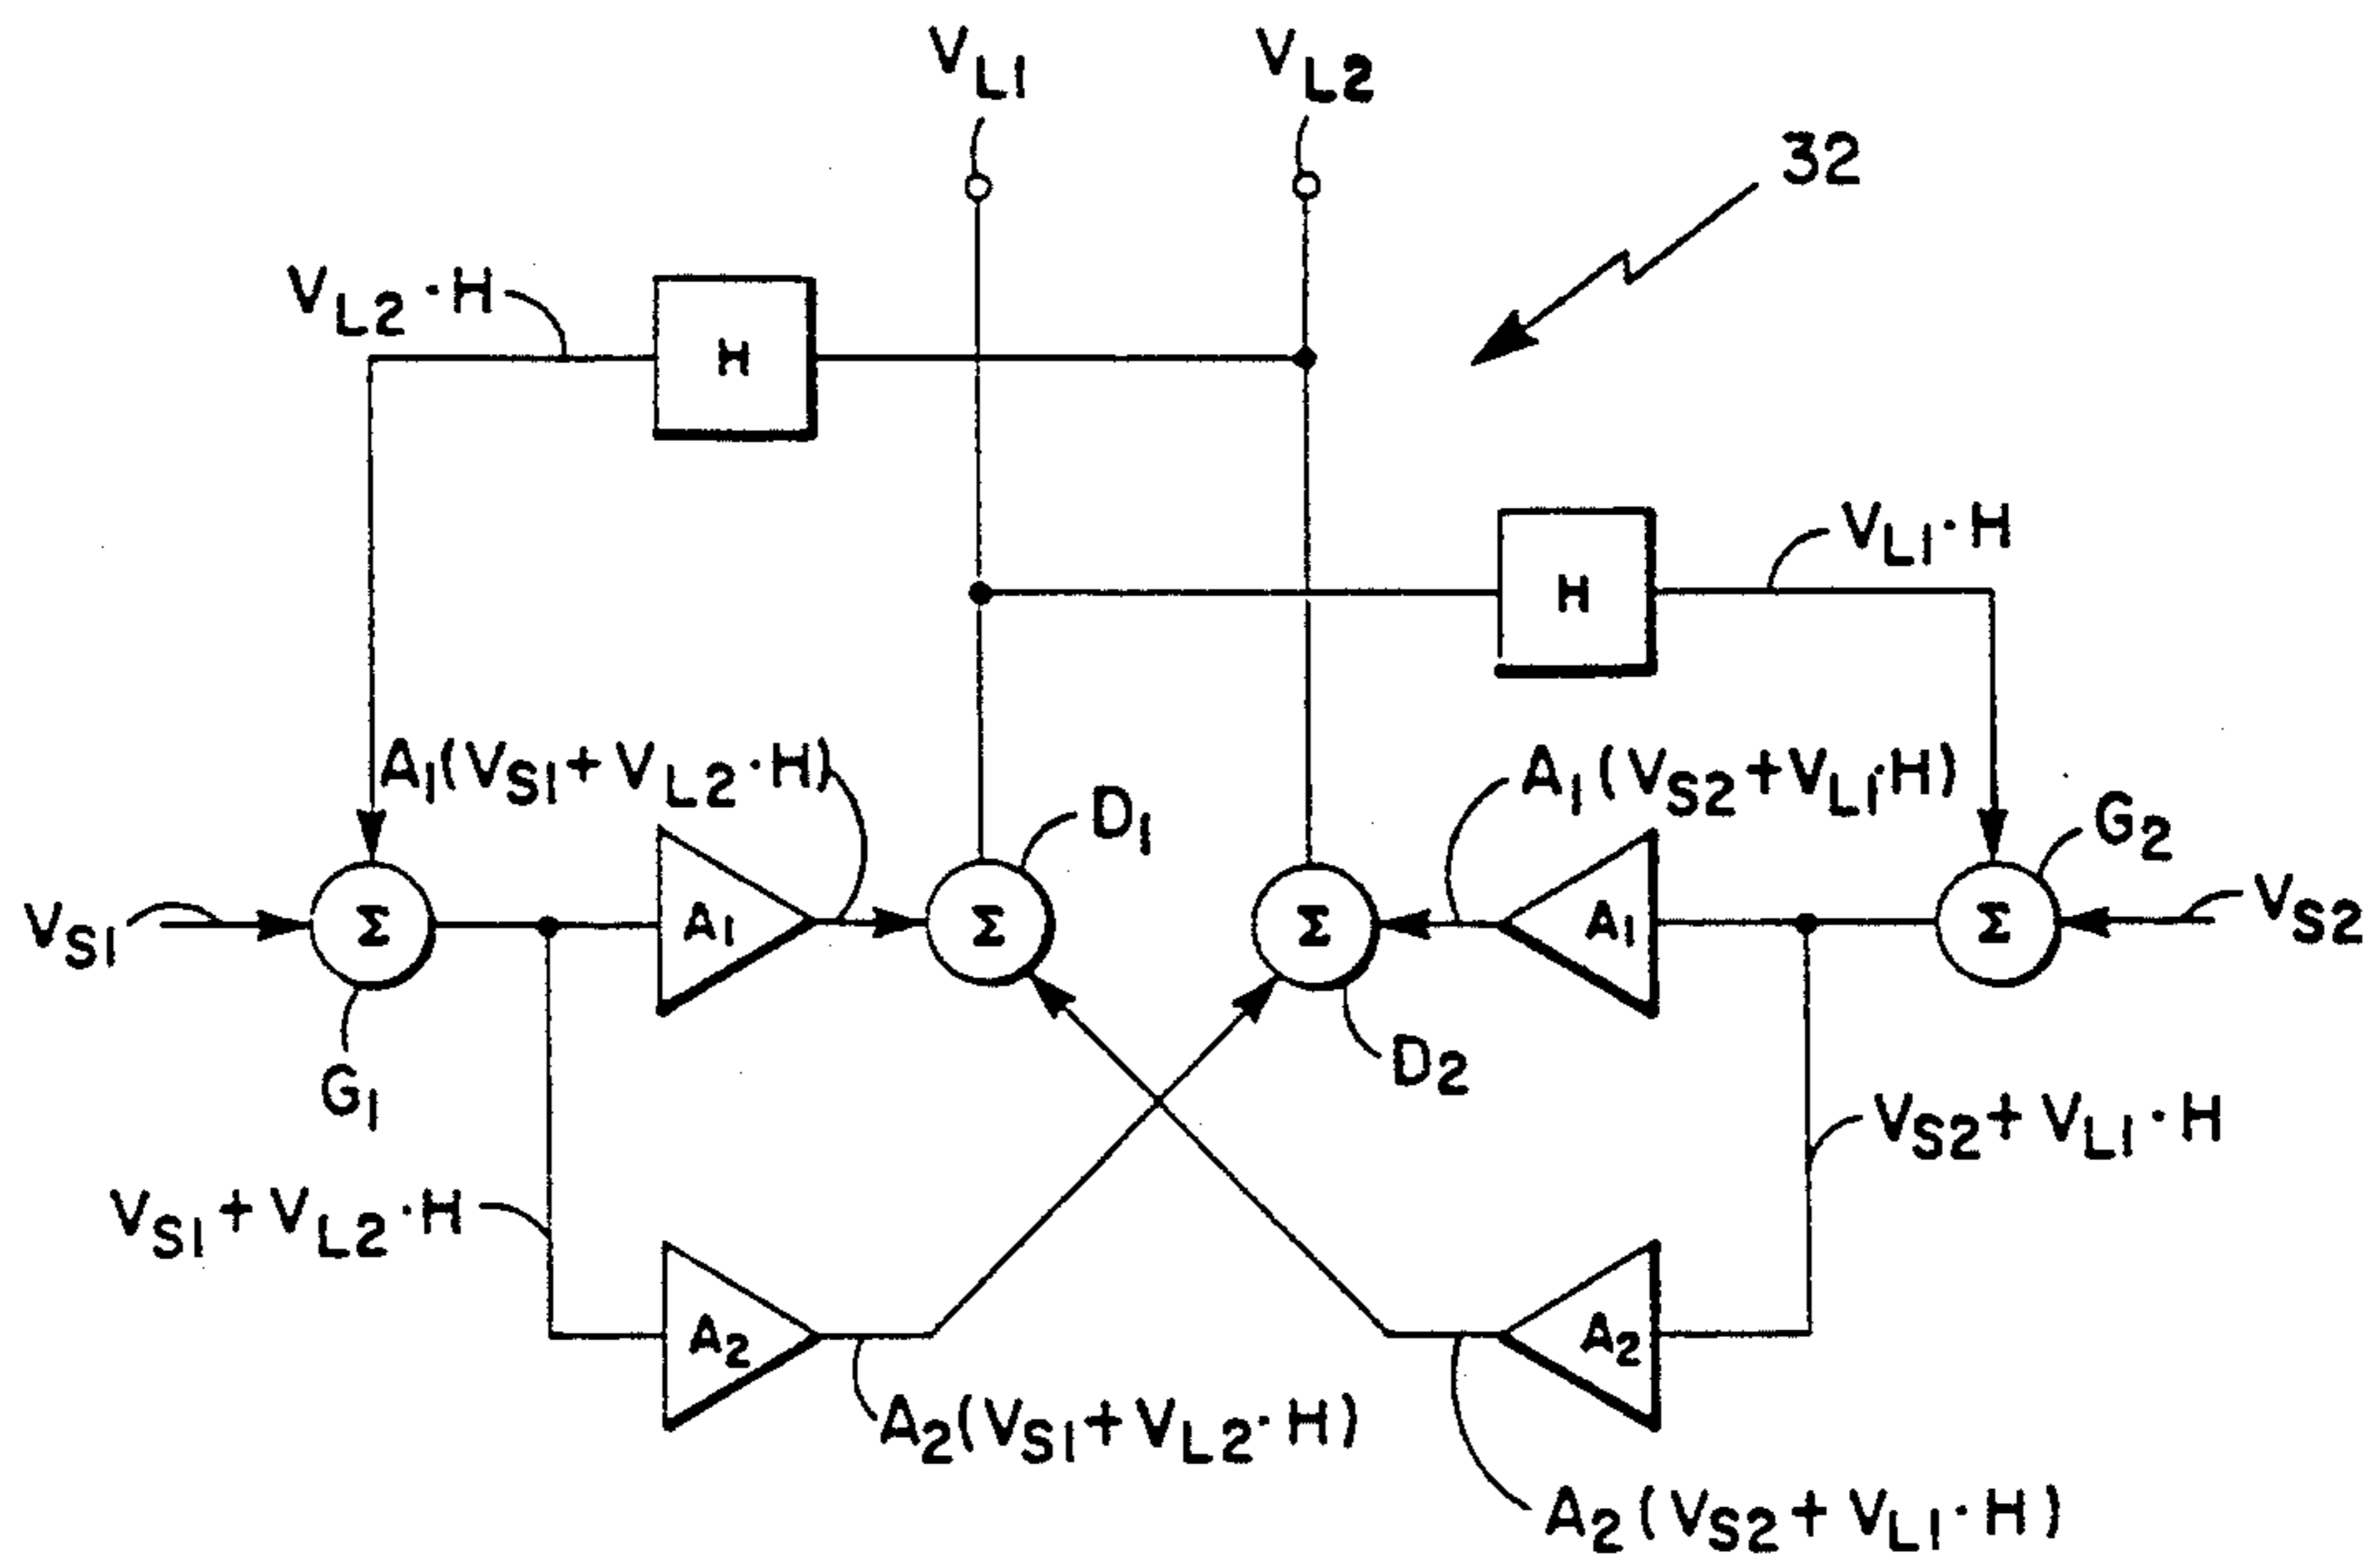 V_L1
V_L2
32
V_L2 · H
H
V_L1 · H
H
A_1(V_S1 + V_L2 · H)
A_1(V_S2 + V_L1 · H)
D_1
G_2
V_S1
Σ
A_1
Σ
Σ
A_1
Σ
V_S2
G_1
D_2
V_S2 + V_L1 · H
V_S1 + V_L2 · H
A_2
A_2
A_2(V_S1 + V_L2 · H)
A_2(V_S2 + V_L1 · H)